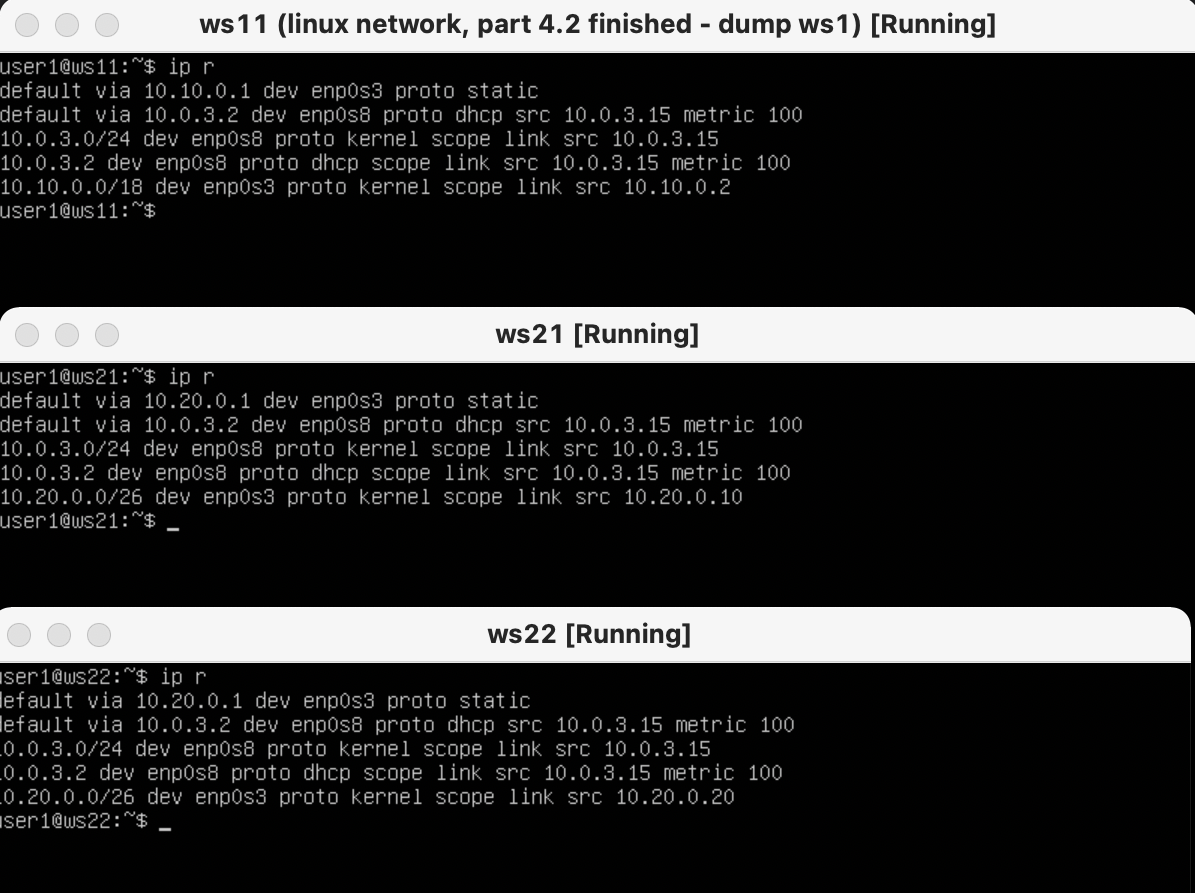 ws11 (linux network, part 4.2 finished - dump ws1) [Running]
user1@ws11:~$ ip r
default via 10.10.0.1 dev enp0s3 proto static
default via 10.0.3.2 dev enp0s8 proto dhcp src 10.0.3.15 metric 100
10.0.3.0/24 dev enp0s8 proto kernel scope link src 10.0.3.15
10.0.3.2 dev enp0s8 proto dhcp scope link src 10.0.3.15 metric 100
10.10.0.0/18 dev enp0s3 proto kernel scope link src 10.10.0.2
user1@ws11:~$
ws21 [Running]
user1@ws21:~$ ip r
default via 10.20.0.1 dev enp0s3 proto static
default via 10.0.3.2 dev enp0s8 proto dhcp src 10.0.3.15 metric 100
10.0.3.0/24 dev enp0s8 proto kernel scope link src 10.0.3.15
10.0.3.2 dev enp0s8 proto dhcp scope link src 10.0.3.15 metric 100
10.20.0.0/26 dev enp0s3 proto kernel scope link src 10.20.0.10
user1@ws21:~$ _
ws22 [Running]
user1@ws22:~$ ip r
default via 10.20.0.1 dev enp0s3 proto static
default via 10.0.3.2 dev enp0s8 proto dhcp src 10.0.3.15 metric 100
10.0.3.0/24 dev enp0s8 proto kernel scope link src 10.0.3.15
10.0.3.2 dev enp0s8 proto dhcp scope link src 10.0.3.15 metric 100
10.20.0.0/26 dev enp0s3 proto kernel scope link src 10.20.0.20
user1@ws22:~$ _